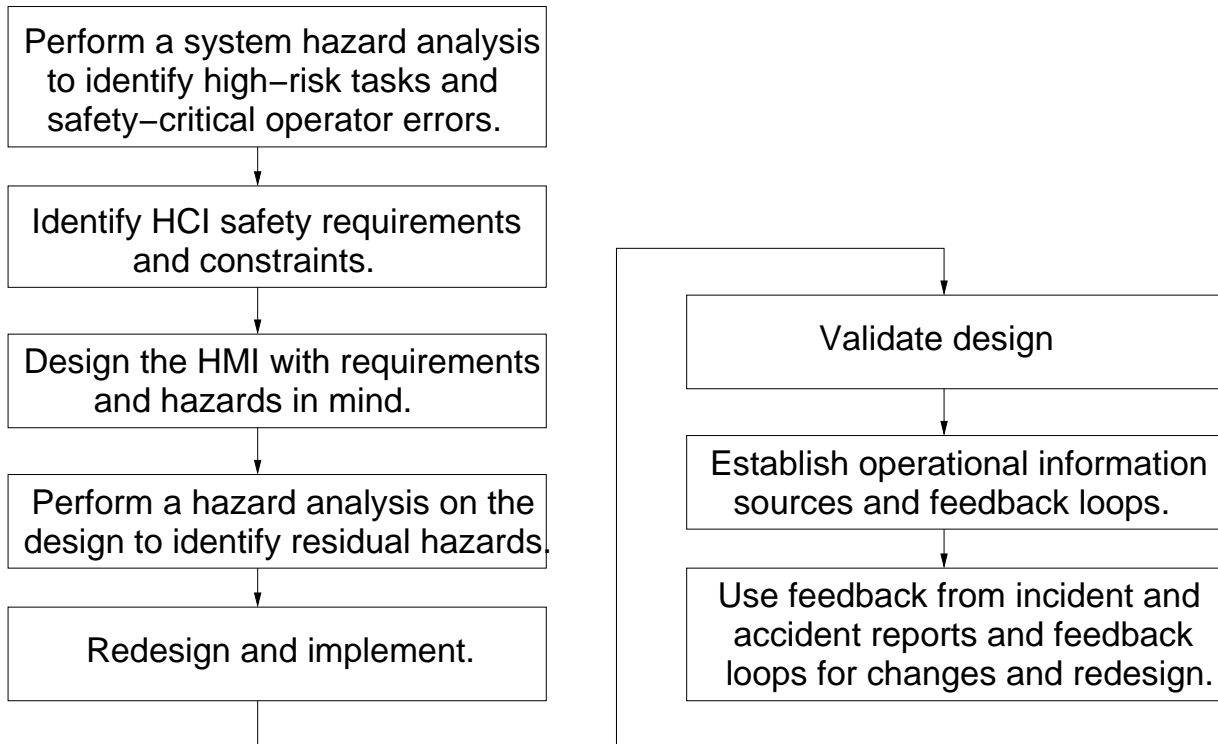 Perform a system hazard analysis
to identify high−risk tasks and
safety−critical operator errors.
Identify HCI safety requirements
and constraints.
Design the HMI with requirements
and hazards in mind.
Perform a hazard analysis on the
design to identify residual hazards.
Redesign and implement.
Validate design
Establish operational information
sources and feedback loops.
Use feedback from incident and
accident reports and feedback
loops for changes and redesign.